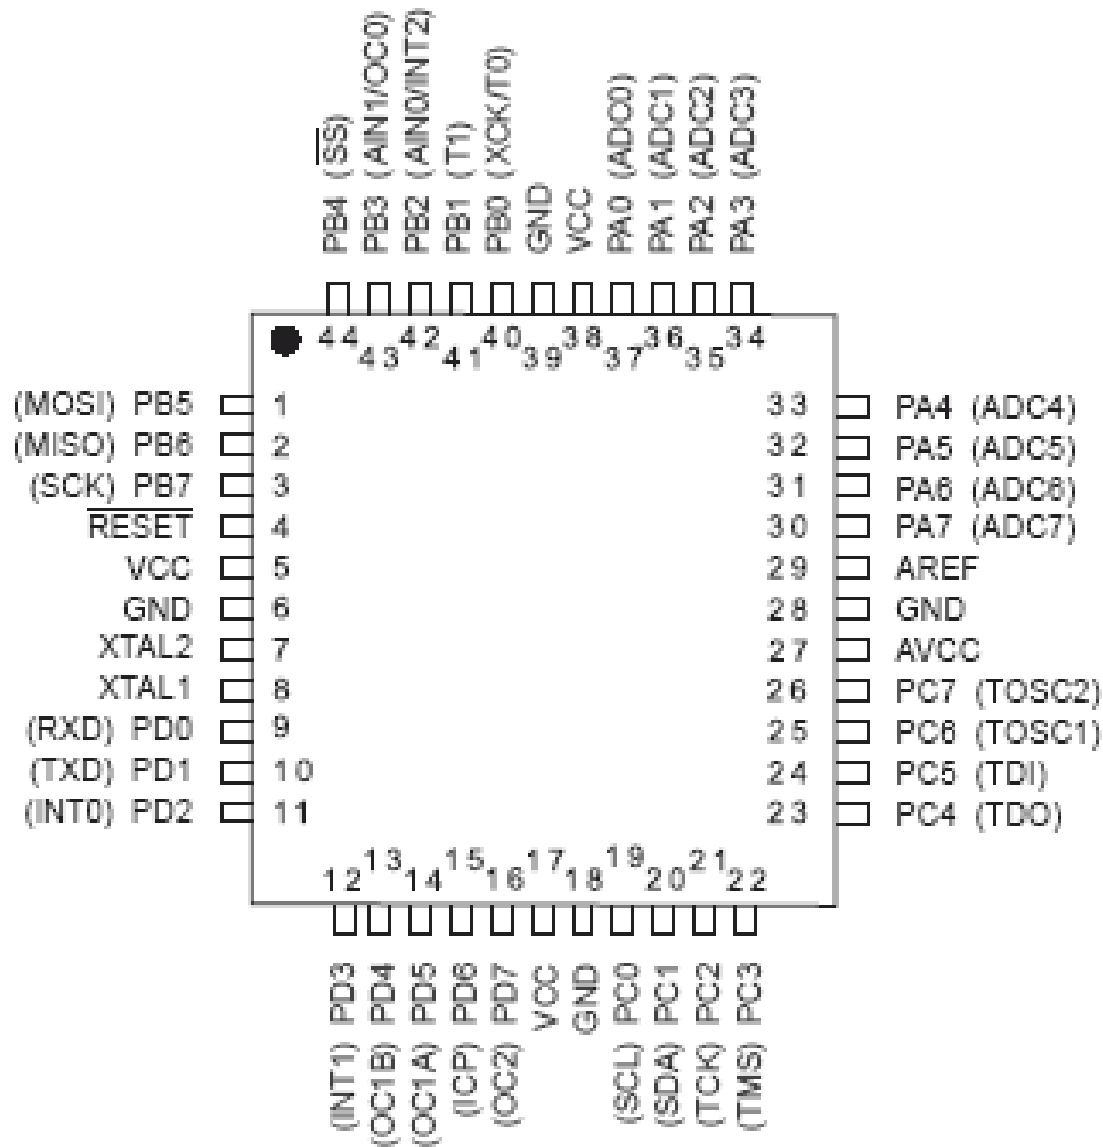 PB4 (SS)
PB3 (AIN1/OC0)
PB2 (AIN0/INT2)
PB1 (T1)
PB0 (XCK/T0)
GND
VCC
PA0 (ADC0)
PA1 (ADC1)
PA2 (ADC2)
PA3 (ADC3)
44 43 42 41 40 39 38 37 36 35 34
(MOSI) PB5 1
(MISO) PB6 2
(SCK) PB7 3
RESET 4
VCC 5
GND 6
XTAL2 7
XTAL1 8
(RXD) PD0 9
(TXD) PD1 10
(INT0) PD2 11
33 PA4 (ADC4)
32 PA5 (ADC5)
31 PA6 (ADC6)
30 PA7 (ADC7)
29 AREF
28 GND
27 AVCC
26 PC7 (TOSC2)
25 PC6 (TOSC1)
24 PC5 (TDI)
23 PC4 (TDO)
12 13 14 15 16 17 18 19 20 21 22
(INT1) PD3
(OC1B) PD4
(OC1A) PD5
(ICP) PD6
(OC2) PD7
VCC
GND
(SCL) PC0
(SDA) PC1
(TCK) PC2
(TMS) PC3